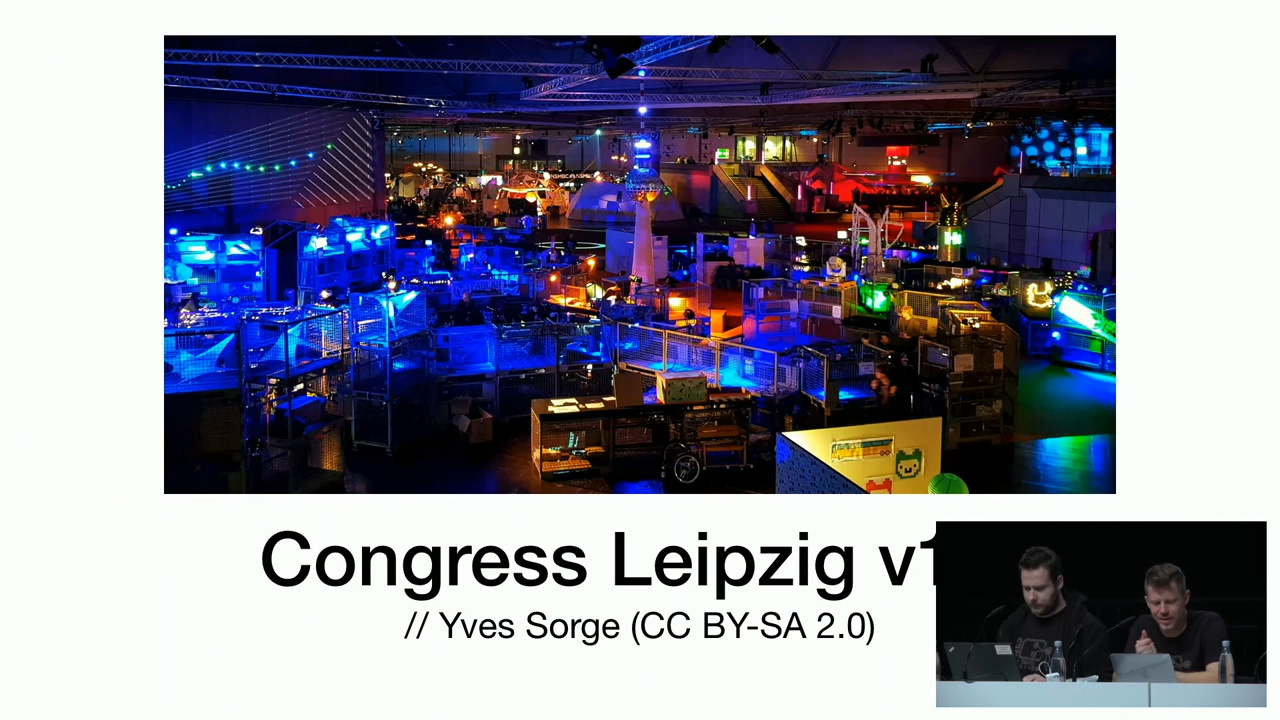 Congress Leipzig v1
// Yves Sorge (CC BY-SA 2.0)